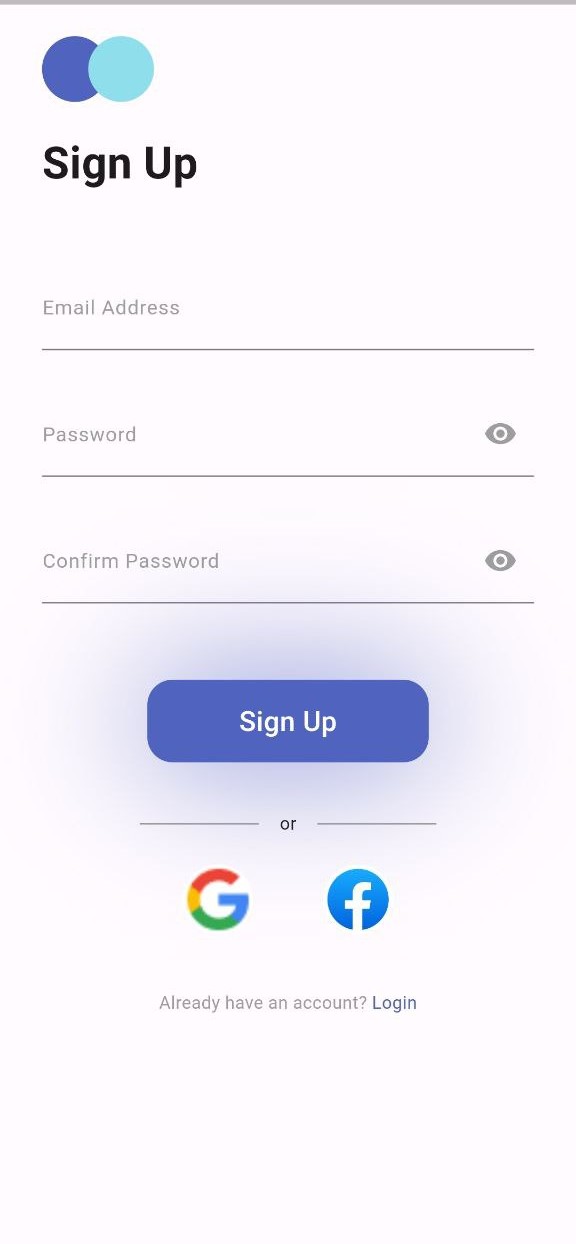 Sign Up
Email Address
Password
Confirm Password
Sign Up
or
Already have an account? Login